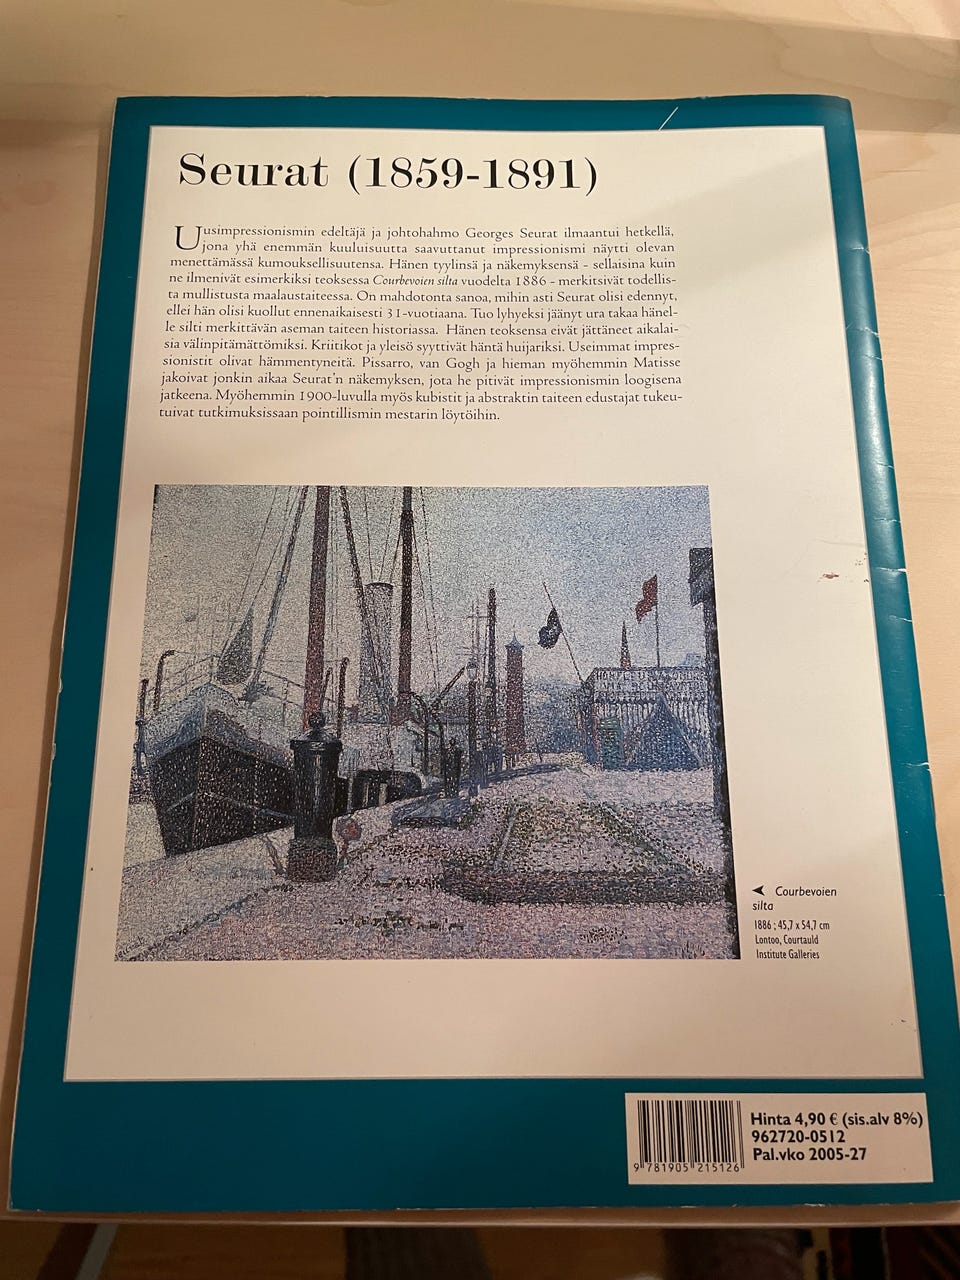 Seurat (1859-1891)
Uusimpressionismin edeltäjä ja johtohahmo Georges Seurat ilmaantui hetkellä,
jona yhä enemmän kuuluisuutta saavuttanut impressionismi näytti olevan
menettämässä kumouksellisuutensa. Hänen tyylinsä ja näkemyksensä - sellaisina kuin
ne ilmenivät esimerkiksi teoksessa Courbevoien silta vuodelta 1886 - merkitsivät todellis-
ta mullistusta maalaustaiteessa. On mahdotonta sanoa, mihin asti Seurat olisi edennyt,
ellei hän olisi kuollut ennenaikaisesti 31-vuotiaana. Tuo lyhyeksi jäänyt ura takaa hänel-
le silti merkittävän aseman taiteen historiassa. Hänen teoksensa eivät jättäneet aikalai-
sia välinpitämättömiksi. Kriitikot ja yleisö syyttivät häntä huijariksi. Useimmat impres-
sionistit olivat hämmentyneitä. Pissarro, van Gogh ja hieman myöhemmin Matisse
jakoivat jonkin aikaa Seurat'n näkemyksen, jota he pitivät impressionismin loogisena
jatkeena. Myöhemmin 1900-luvulla myös kubistit ja abstraktin taiteen edustajat tukeu-
tuivat tutkimuksissaan pointillismin mestarin löytöihin.
Courbevoien
silta
1886 ; 45,7 x 54,7 cm
Lontoo, Courtauld
Institute Galleries
Hinta 4,90 € (sis.alv 8%)
962720-0512
Pal.vko 2005-27
9 781905 215126